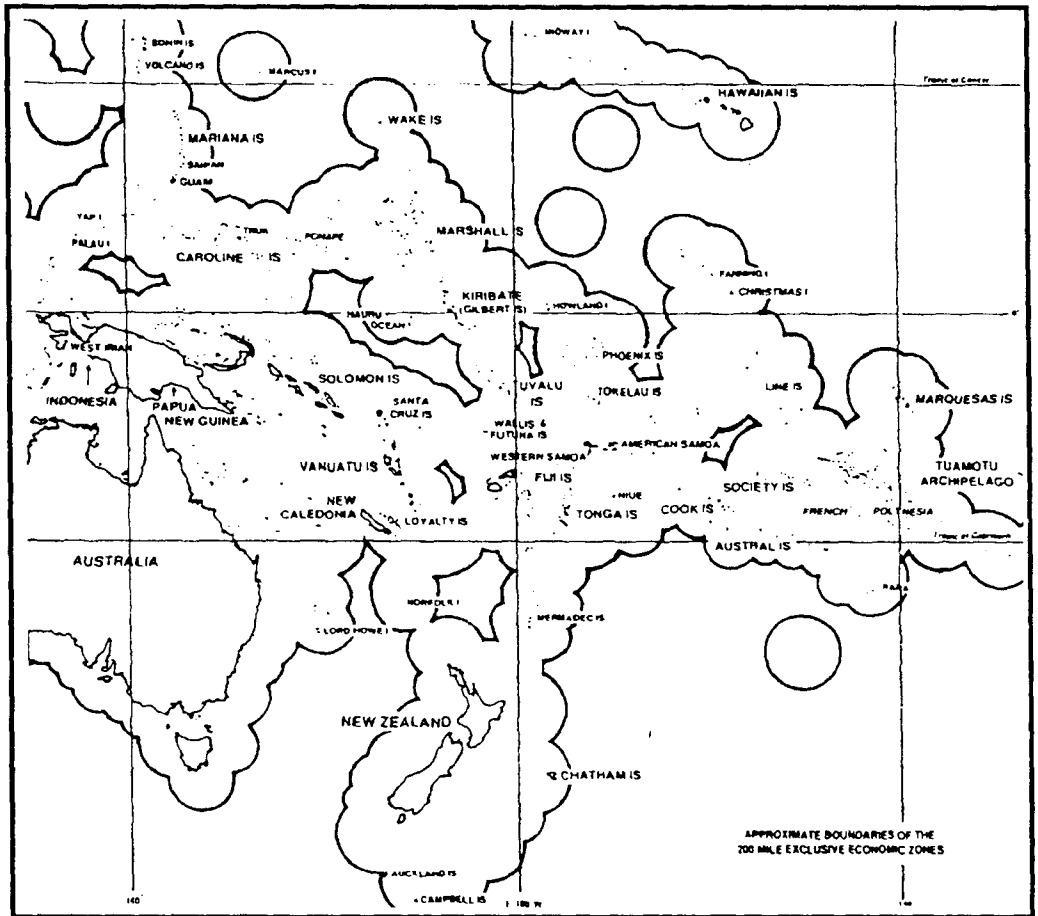 BONIN IS
VOLCANO IS
MARCUS I
MIDWAY I
Tropic of Cancer
HAWAIIAN IS
WAKE IS
MARIANA IS
SAIPAN
GUAM
YAP I
TRUK
PONAPE
MARSHALL IS
PALAU I
CAROLINE IS
FANNING I
CHRISTMAS I
KIRIBATE
(GILBERT IS)
HOWLAND I
NAURU
OCEAN I
WEST IRIAN
PHOENIX IS
SOLOMON IS
UVALU
IS
TOKELAU IS
LINE IS
INDONESIA
PAPUA
NEW GUINEA
SANTA
CRUZ IS
MARQUESAS IS
WALLIS &
FUTUNA IS
AMERICAN SAMOA
WESTERN SAMOA
VANUATU IS
FIJI IS
TUAMOTU
ARCHIPELAGO
SOCIETY IS
NIUE
NEW
CALEDONIA
LOYALTY IS
TONGA IS
COOK IS
FRENCH POLYNESIA
Tropic of Capricorn
AUSTRAL IS
AUSTRALIA
RAPA
NORFOLK I
KERMADEC IS
LORD HOWE I
NEW ZEALAND
CHATHAM IS
APPROXIMATE BOUNDARIES OF THE
200 MILE EXCLUSIVE ECONOMIC ZONES
AUCKLAND IS
CAMPBELL IS
140
180